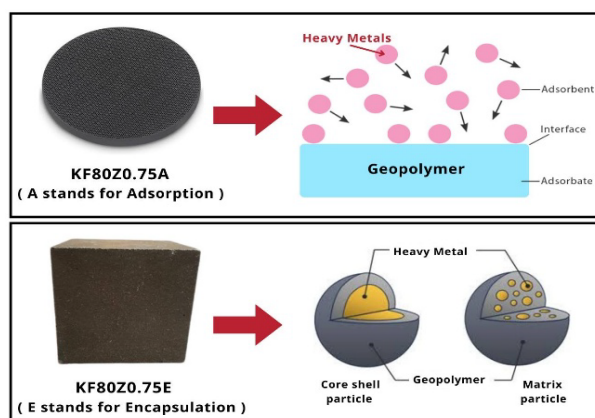 Heavy Metals
Adsorbent
Interface
Geopolymer
Adsorbate
KF80Z0.75A
( A stands for Adsorption )
Heavy Metal
Geopolymer
Core shell
particle
Matrix
particle
KF80Z0.75E
( E stands for Encapsulation )